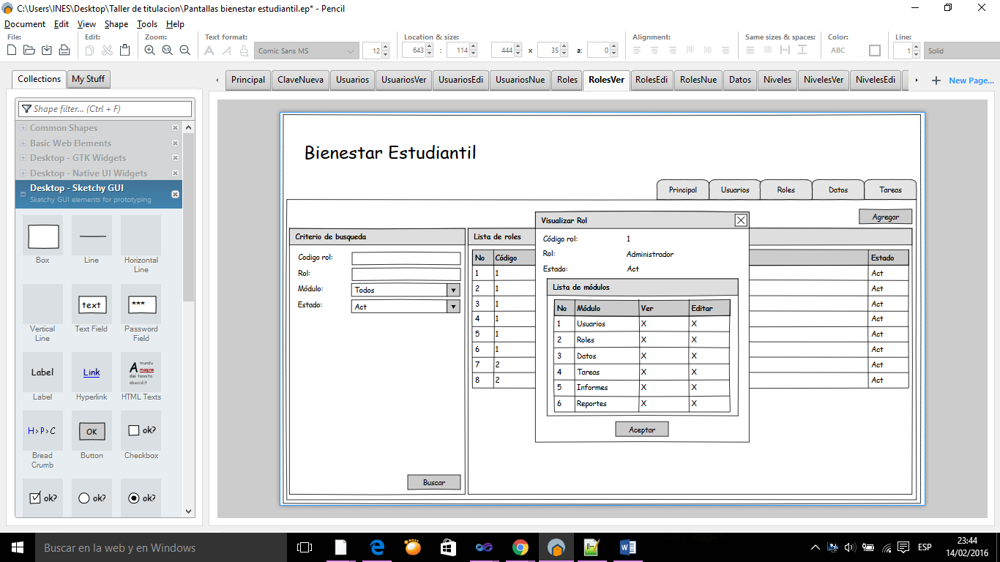 C:\Users\INES\Desktop\Taller de titulacion\Pantallas bienestar estudiantil.ep* - Pencil
Document Edit View Shape Tools Help
File: Edit: Zoom: Text format: Location & size: Alignment: Same sizes & spaces: Color: Line:
Comic Sans MS 12 643 : 114 444 x 35 a: 0 ABC 1 Solid
Collections My Stuff
Principal ClaveNueva Usuarios UsuariosVer UsuariosEdi UsuariosNue Roles RolesVer RolesEdi RolesNue Datos Niveles NivelesVer NivelesEdi New Page...
Shape filter... (Ctrl + F)
Common Shapes
Basic Web Elements
Desktop - GTK Widgets
Desktop - Native UI Widgets
Desktop - Sketchy GUI
Sketchy GUI elements for prototyping
Box Line Horizontal Line
text ***
Vertical Line Text Field Password Field
Label Link A mundu magine dei tannito abucidit
Label Hyperlink HTML Texts
H>P>C OK ok?
Bread Crumb Button Checkbox
ok? ok? ok?
Bienestar Estudiantil
Principal Usuarios Roles Datos Tareas
Agregar
Criterio de busqueda
Codigo rol:
Rol:
Módulo: Todos
Estado: Act
Buscar
Lista de roles
No Código Estado
1 1 Act
2 1 Act
3 1 Act
4 1 Act
5 1 Act
6 1 Act
7 2 Act
8 2 Act
Visualizar Rol
Código rol: 1
Rol: Administrador
Estado: Act
Lista de módulos
No Módulo Ver Editar
1 Usuarios X X
2 Roles X X
3 Datos X X
4 Tareas X X
5 Informes X X
6 Reportes X X
Aceptar
Buscar en la web y en Windows
ESP
23:44
14/02/2016